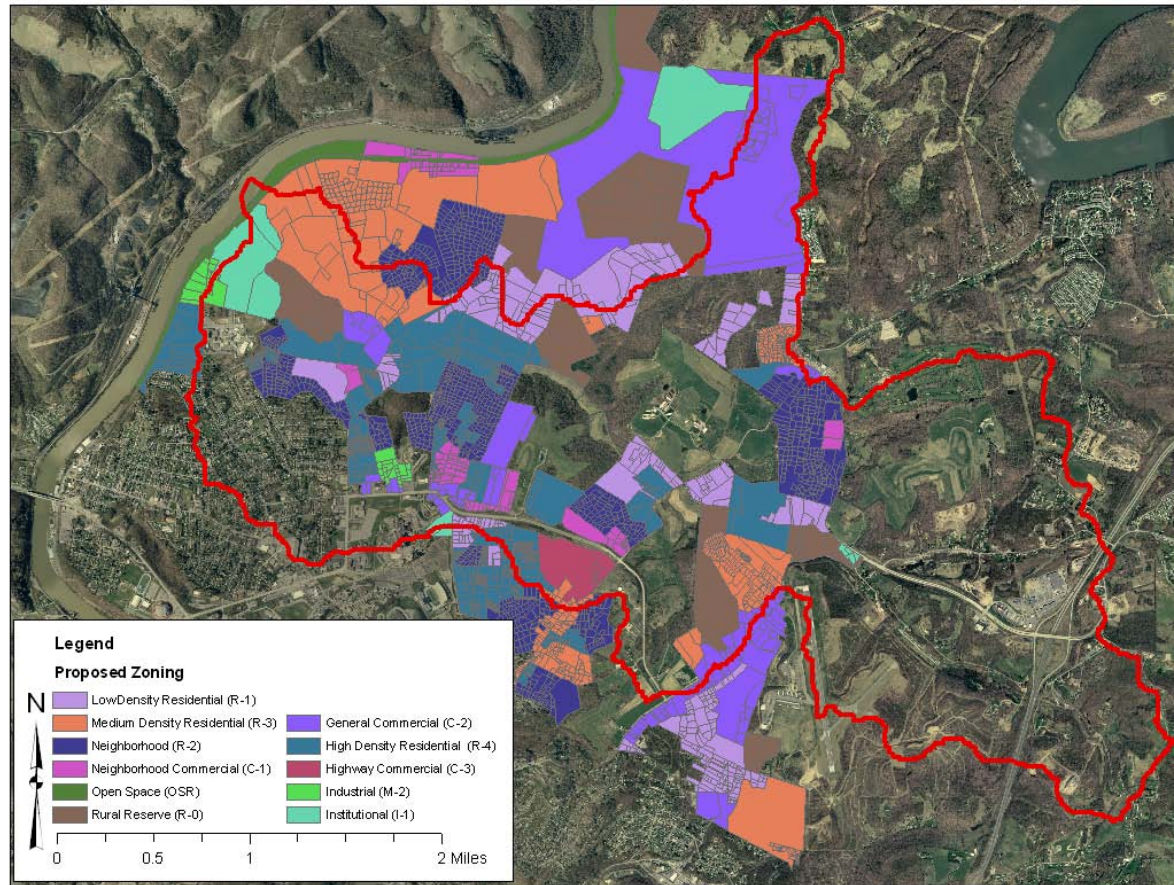 Legend
Proposed Zoning
LowDensity Residential (R-1)
Medium Density Residential (R-3)
Neighborhood (R-2)
Neighborhood Commercial (C-1)
Open Space (OSR)
Rural Reserve (R-0)
General Commercial (C-2)
High Density Residential (R-4)
Highway Commercial (C-3)
Industrial (M-2)
Institutional (I-1)
N
0 0.5 1 2 Miles